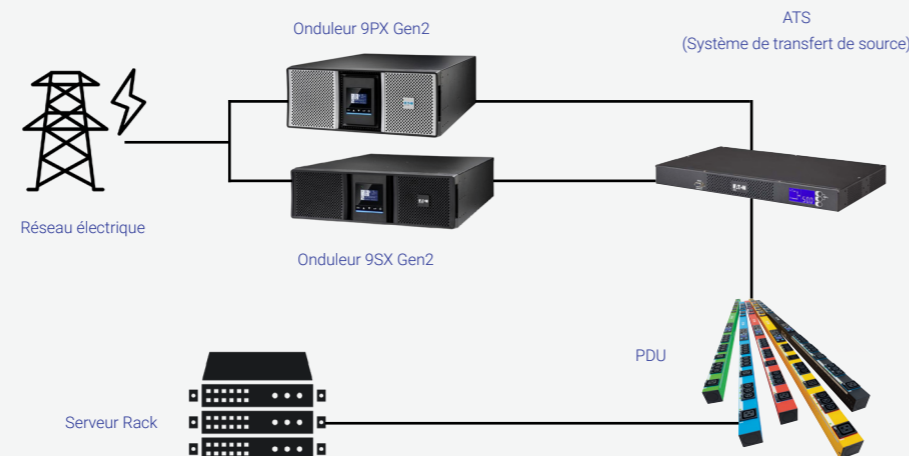 Onduleur 9PX Gen2
ATS
(Système de transfert de source)
Réseau électrique
Onduleur 9SX Gen2
PDU
Serveur Rack